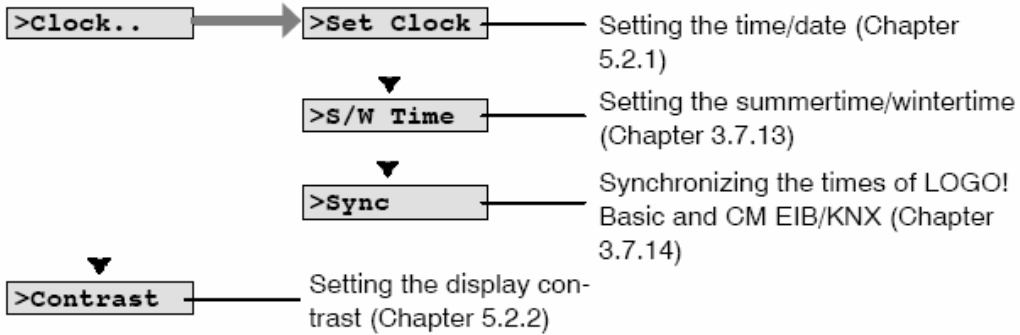 >Clock..
>Set Clock
Setting the time/date (Chapter
5.2.1)
>S/W Time
Setting the summertime/wintertime
(Chapter 3.7.13)
>Sync
Synchronizing the times of LOGO!
Basic and CM EIB/KNX (Chapter
3.7.14)
>Contrast
Setting the display con-
trast (Chapter 5.2.2)